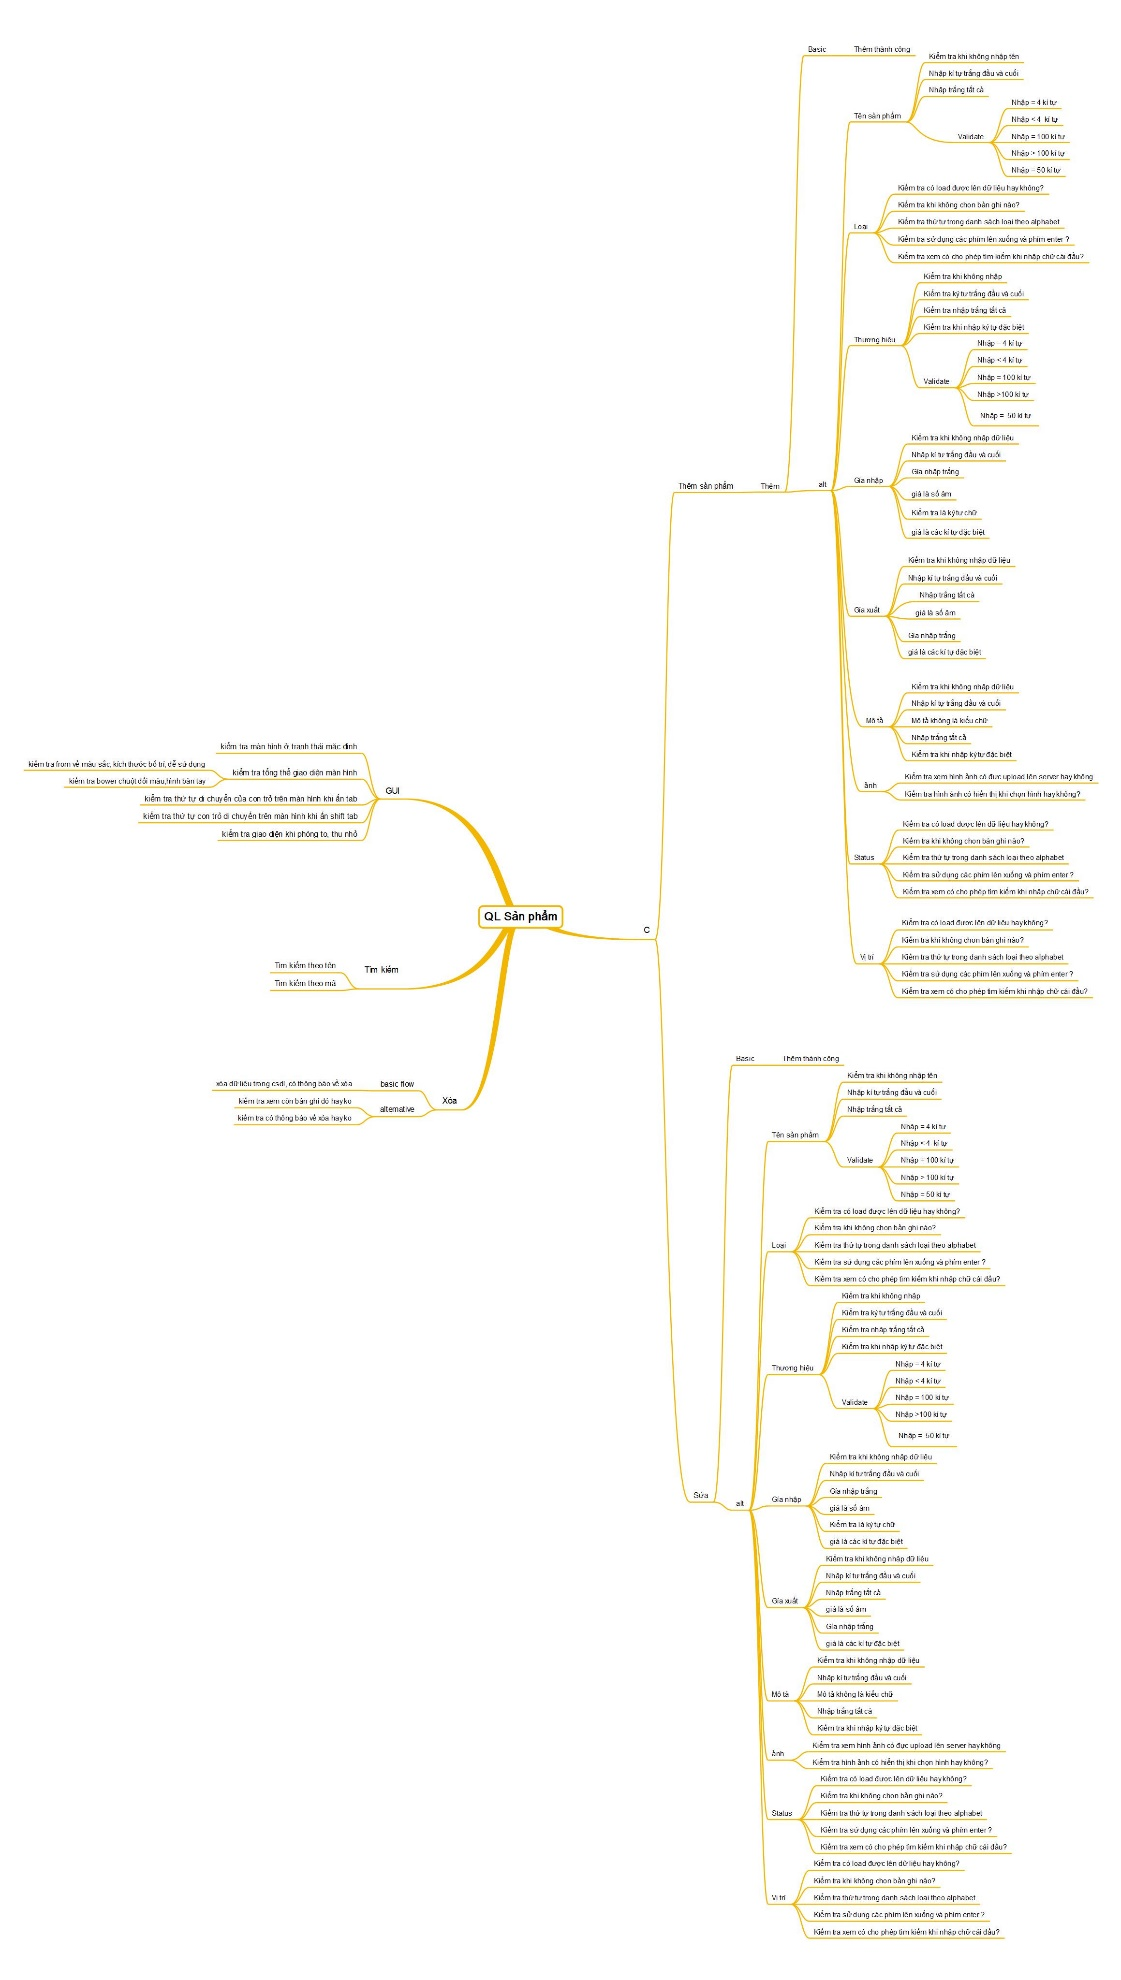 QL Sản phẩm
GUI
kiểm tra màn hình ở tranh thái măc đinh
kiểm tra tổng thể giao diện màn hình
kiểm tra from về màu sắc, kích thước bố trí, dễ sử dụng
kiểm tra bower chuột đổi màu,hình bàn tay
kiểm tra thứ tự di chuyển của con trỏ trên màn hình khi ấn tab
kiểm tra thứ tự con trỏ di chuyển trên màn hình khi ấn shift tab
kiểm tra giao diện khi phóng to, thu nhỏ
Tìm kiếm
Tìm kiếm theo tên
Tìm kiếm theo mã
Xóa
basic flow
xóa dữ liệu trong csdl, có thông báo về xóa
alternative
kiểm tra xem còn bản ghi đó hay ko
kiểm tra có thông báo về xóa hay ko
C
Thêm sản phẩm
Thêm
Basic
Thêm thành công
alt
Tên sản phẩm
Kiểm tra khi không nhập tên
Nhập kí tự trắng đầu và cuối
Nhập trắng tất cả
Validate
Nhập = 4 kí tự
Nhập < 4 kí tự
Nhập = 100 kí tự
Nhập > 100 kí tự
Nhập = 50 kí tự
Loại
Kiểm tra có load được lên dữ liệu hay không?
Kiểm tra khi không chọn bản ghi nào?
Kiểm tra thứ tự trong danh sách loại theo alphabet
Kiểm tra sử dụng các phím lên xuống và phím enter ?
Kiểm tra xem có cho phép tìm kiếm khi nhập chữ cái đầu?
Thương hiệu
Kiểm tra khi không nhập
Kiểm tra ký tự trắng đầu và cuối
Kiểm tra nhập trắng tất cả
Kiểm tra khi nhập ký tự đặc biệt
Validate
Nhập = 4 kí tự
Nhập < 4 kí tự
Nhập = 100 kí tự
Nhập >100 kí tự
Nhập = 50 kí tự
Gía nhập
Kiểm tra khi không nhập dữ liệu
Nhập kí tự trắng đầu và cuối
Gía nhập trắng
giá là số âm
Kiểm tra là ký tự chữ
giá là các kí tự đặc biệt
Gía xuất
Kiểm tra khi không nhập dữ liệu
Nhập kí tự trắng đầu và cuối
Nhập trắng tất cả
giá là số âm
Gía nhập trắng
giá là các kí tự đặc biệt
Mô tả
Kiểm tra khi không nhập dữ liệu
Nhập kí tự trắng đầu và cuối
Mô tả không là kiểu chữ
Nhập trắng tất cả
Kiểm tra khi nhập ký tự đặc biệt
ảnh
Kiểm tra xem hình ảnh có đực upload lên server hay không
Kiểm tra hình ảnh có hiển thị khi chọn hình hay không?
Status
Kiểm tra có load được lên dữ liệu hay không?
Kiểm tra khi không chọn bản ghi nào?
Kiểm tra thứ tự trong danh sách loại theo alphabet
Kiểm tra sử dụng các phím lên xuống và phím enter ?
Kiểm tra xem có cho phép tìm kiếm khi nhập chữ cái đầu?
Vị trí
Kiểm tra có load được lên dữ liệu hay không?
Kiểm tra khi không chọn bản ghi nào?
Kiểm tra thứ tự trong danh sách loại theo alphabet
Kiểm tra sử dụng các phím lên xuống và phím enter ?
Kiểm tra xem có cho phép tìm kiếm khi nhập chữ cái đầu?
Sửa
Basic
Thêm thành công
alt
Tên sản phẩm
Kiểm tra khi không nhập tên
Nhập kí tự trắng đầu và cuối
Nhập trắng tất cả
Validate
Nhập = 4 kí tự
Nhập < 4 kí tự
Nhập = 100 kí tự
Nhập > 100 kí tự
Nhập = 50 kí tự
Loại
Kiểm tra có load được lên dữ liệu hay không?
Kiểm tra khi không chọn bản ghi nào?
Kiểm tra thứ tự trong danh sách loại theo alphabet
Kiểm tra sử dụng các phím lên xuống và phím enter ?
Kiểm tra xem có cho phép tìm kiếm khi nhập chữ cái đầu?
Thương hiệu
Kiểm tra khi không nhập
Kiểm tra ký tự trắng đầu và cuối
Kiểm tra nhập trắng tất cả
Kiểm tra khi nhập ký tự đặc biệt
Validate
Nhập = 4 kí tự
Nhập < 4 kí tự
Nhập = 100 kí tự
Nhập >100 kí tự
Nhập = 50 kí tự
Gía nhập
Kiểm tra khi không nhập dữ liệu
Nhập kí tự trắng đầu và cuối
Gía nhập trắng
giá là số âm
Kiểm tra là ký tự chữ
giá là các kí tự đặc biệt
Gía xuất
Kiểm tra khi không nhập dữ liệu
Nhập kí tự trắng đầu và cuối
Nhập trắng tất cả
giá là số âm
Gía nhập trắng
giá là các kí tự đặc biệt
Mô tả
Kiểm tra khi không nhập dữ liệu
Nhập kí tự trắng đầu và cuối
Mô tả không là kiểu chữ
Nhập trắng tất cả
Kiểm tra khi nhập ký tự đặc biệt
ảnh
Kiểm tra xem hình ảnh có đực upload lên server hay không
Kiểm tra hình ảnh có hiển thị khi chọn hình hay không?
Status
Kiểm tra có load được lên dữ liệu hay không?
Kiểm tra khi không chọn bản ghi nào?
Kiểm tra thứ tự trong danh sách loại theo alphabet
Kiểm tra sử dụng các phím lên xuống và phím enter ?
Kiểm tra xem có cho phép tìm kiếm khi nhập chữ cái đầu?
Vị trí
Kiểm tra có load được lên dữ liệu hay không?
Kiểm tra khi không chọn bản ghi nào?
Kiểm tra thứ tự trong danh sách loại theo alphabet
Kiểm tra sử dụng các phím lên xuống và phím enter ?
Kiểm tra xem có cho phép tìm kiếm khi nhập chữ cái đầu?